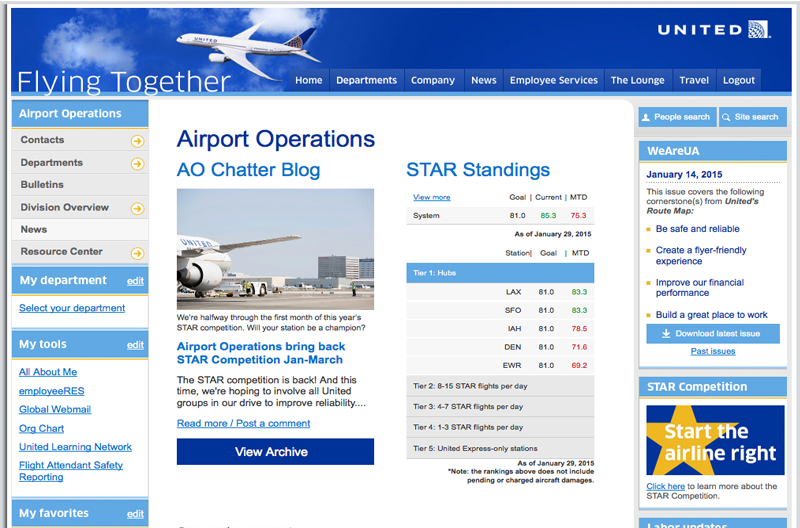 UNITED
UNITED
Flying Together
Home
Departments
Company
News
Employee Services
The Lounge
Travel
Logout
Airport Operations
Contacts
Departments
Bulletins
Division Overview
News
Resource Center
My department edit
Select your department
My tools edit
All About Me
employeeRES
Global Webmail
Org Chart
United Learning Network
Flight Attendant Safety
Reporting
My favorites edit
Airport Operations
AO Chatter Blog
UNITED
We're halfway through the first month of this year's
STAR competition. Will your station be a champion?
Airport Operations bring back
STAR Competition Jan-March
The STAR competition is back! And this
time, we're hoping to involve all United
groups in our drive to improve reliability....
Read more / Post a comment
View Archive
STAR Standings
View more Goal | Current | MTD
System 81.0 85.3 75.3
As of January 29, 2015
Station| Goal | MTD
Tier 1: Hubs
LAX 81.0 83.3
SFO 81.0 83.3
IAH 81.0 78.5
DEN 81.0 71.6
EWR 81.0 69.2
Tier 2: 8-15 STAR flights per day
Tier 3: 4-7 STAR flights per day
Tier 4: 1-3 STAR flights per day
Tier 5: United Express-only stations
As of January 29, 2015
*Note: the rankings above does not include
pending or charged aircraft damages.
People search
Site search
WeAreUA
January 14, 2015
This issue covers the following
cornerstone(s) from United's
Route Map:
Be safe and reliable
Create a flyer-friendly
experience
Improve our financial
performance
Build a great place to work
Download latest issue
Past issues
STAR Competition
Start the
airline right
Click here to learn more about the
STAR Competition.
Labor updates